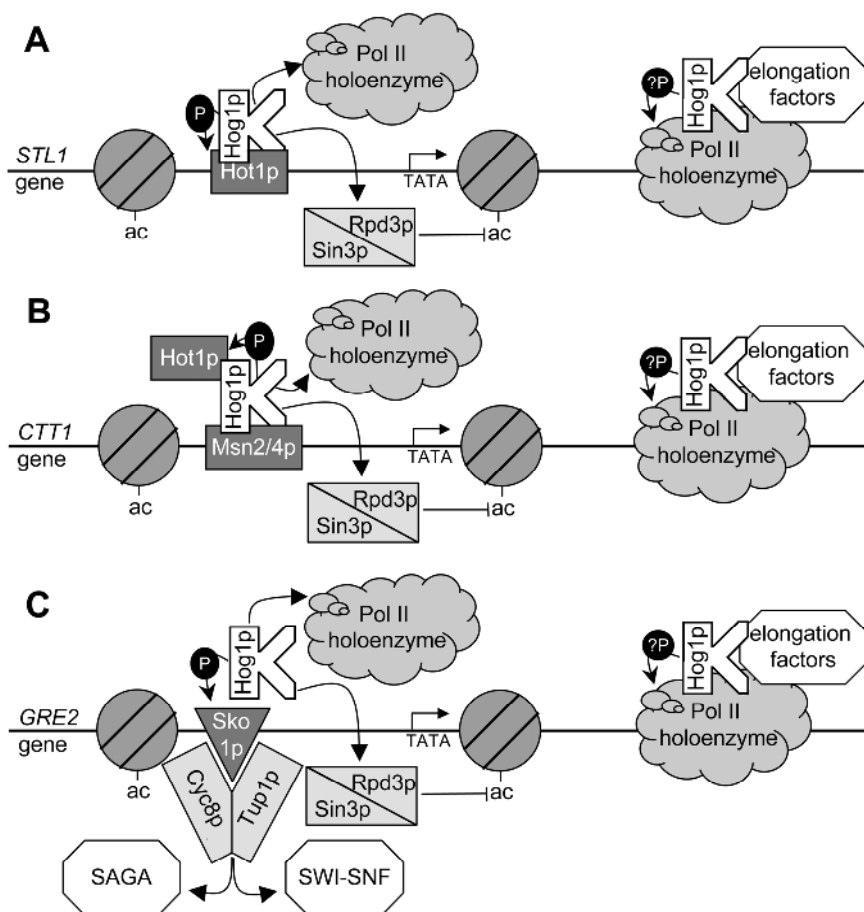 A
Pol II
holoenzyme
P
Hog1p
STL1
gene
Hot1p
TATA
ac
Rpd3p
Sin3p
ac
?P
Hog1p
elongation
factors
Pol II
holoenzyme
B
Pol II
holoenzyme
P
Hot1p
Hog1p
CTT1
gene
Msn2/4p
TATA
ac
Rpd3p
Sin3p
ac
?P
Hog1p
elongation
factors
Pol II
holoenzyme
C
Pol II
holoenzyme
P
Hog1p
GRE2
gene
Sko
1p
TATA
ac
Cyc8p
Tup1p
Rpd3p
Sin3p
ac
SAGA
SWI-SNF
?P
Hog1p
elongation
factors
Pol II
holoenzyme